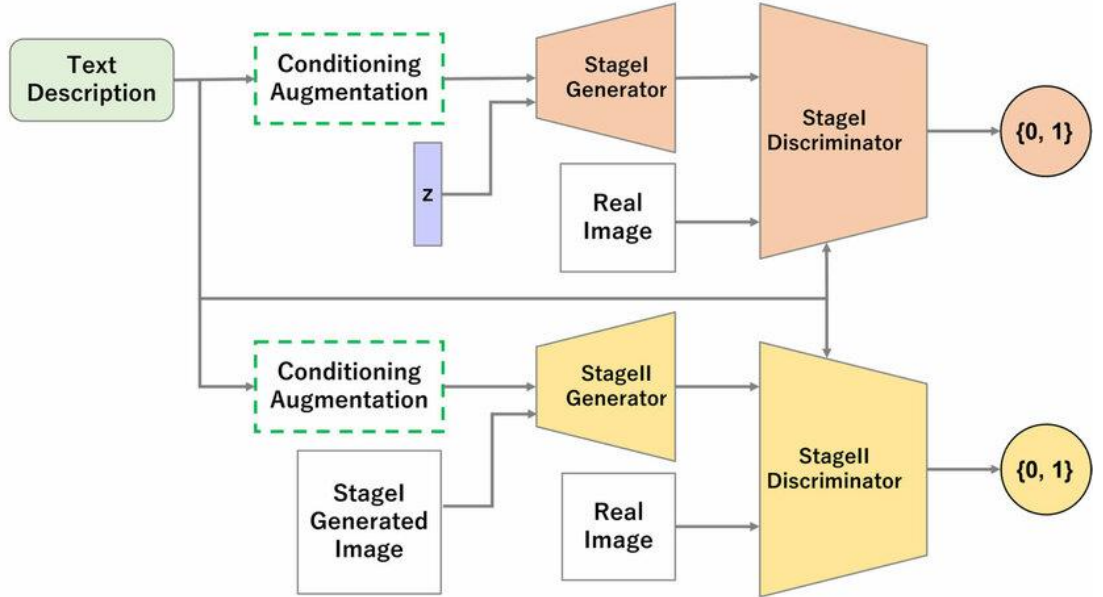 Text
Description
Conditioning
Augmentation
z
StageI
Generator
Real
Image
StageI
Discriminator
{0, 1}
Conditioning
Augmentation
StageI
Generated
Image
StageII
Generator
Real
Image
StageII
Discriminator
{0, 1}